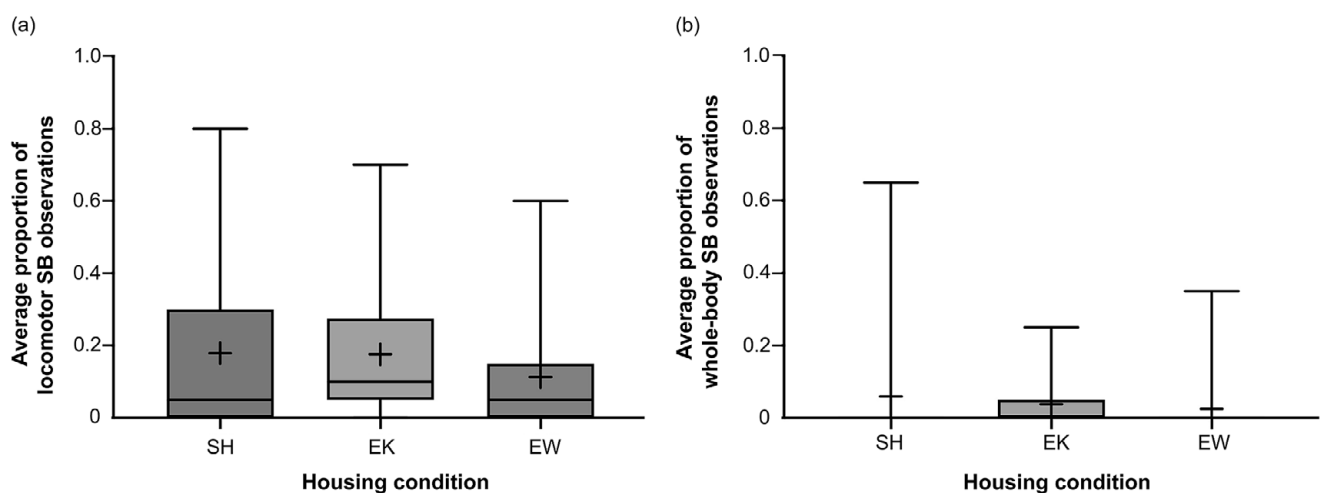 (a)
Average proportion of
locomotor SB observations
1.0
0.8
0.6
0.4
0.2
0
SH EK EW
Housing condition
(b)
Average proportion of
whole-body SB observations
1.0
0.8
0.6
0.4
0.2
0
SH EK EW
Housing condition